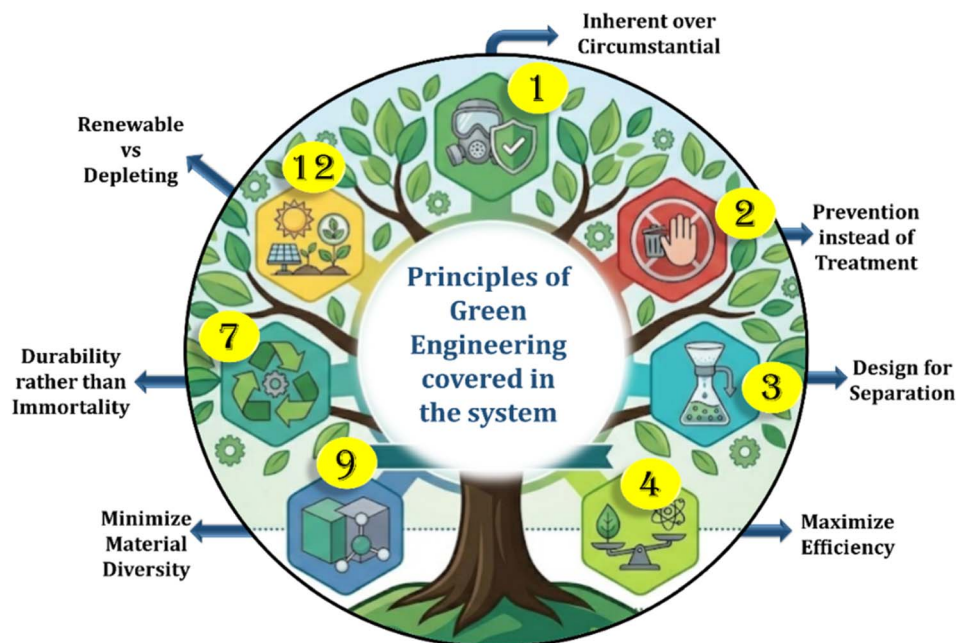 Inherent over
Circumstantial
1
Renewable
vs
Depleting
12
2
Prevention
instead of
Treatment
Principles of
Green
Engineering
covered in
the system
7
Durability
rather than
Immortality
3
Design for
Separation
9
4
Minimize
Material
Diversity
Maximize
Efficiency